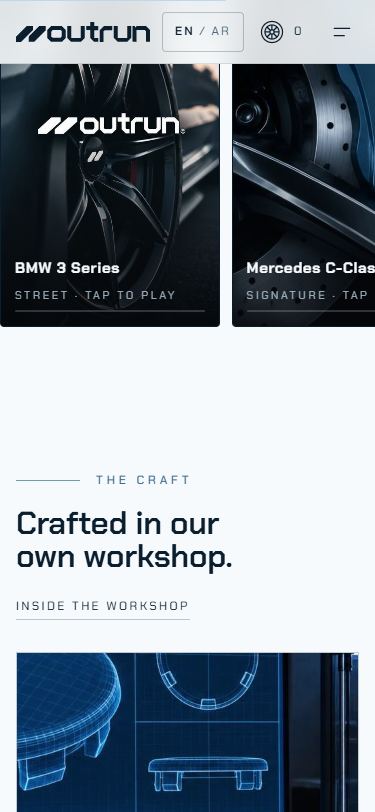 outrun
EN / AR
0
outrun
BMW 3 Series
STREET · TAP TO PLAY
Mercedes C-Clas
SIGNATURE · TAP
THE CRAFT
Crafted in our
own workshop.
INSIDE THE WORKSHOP